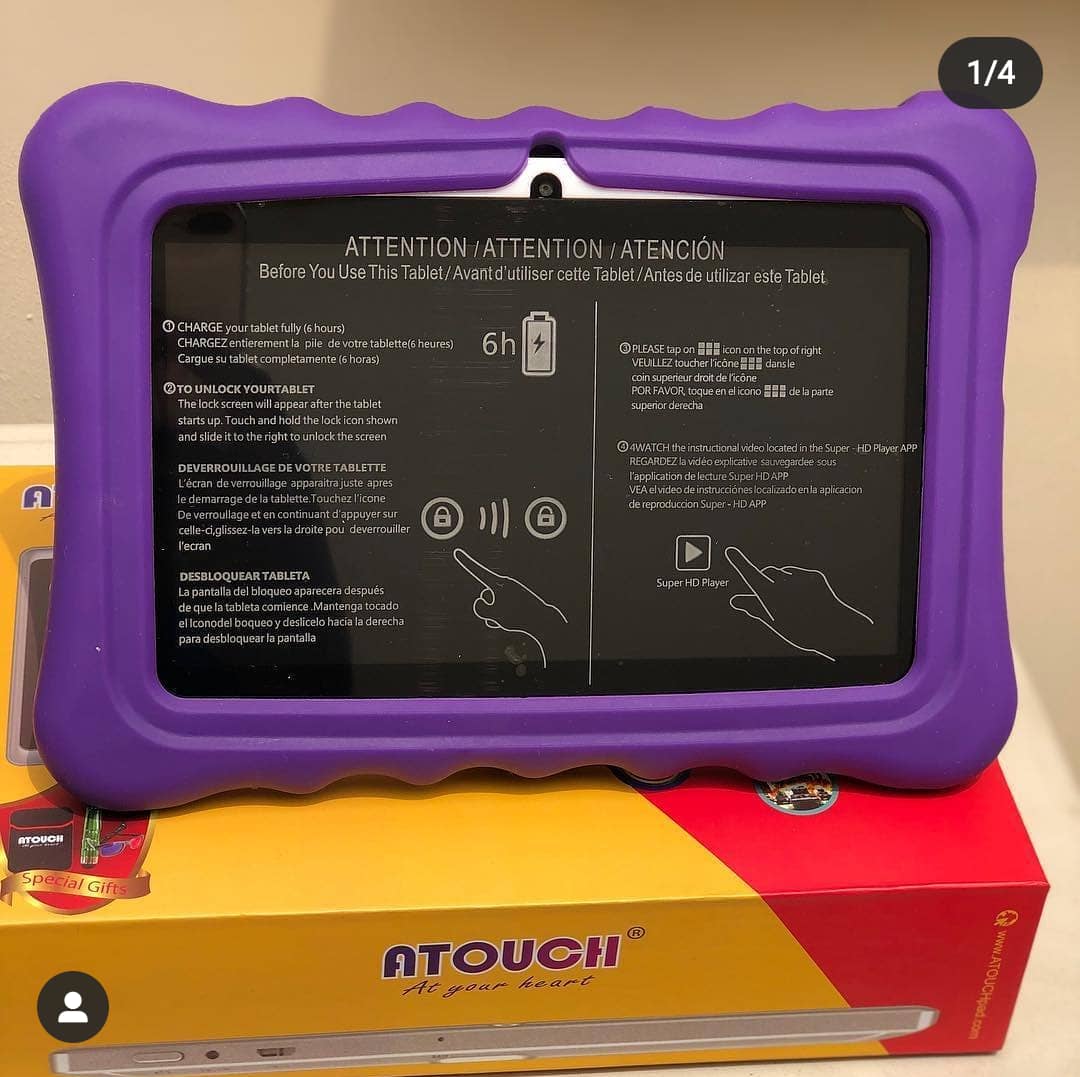 1/4
ATTENTION / ATTENTION / ATENCIÓN
Before You Use This Tablet / Avant d'utiliser cette Tablet / Antes de utilizar este Tablet
① CHARGE your tablet fully (6 hours)
CHARGEZ entierement la pile de votre tablette(6 heures)
Cargue su tablet completamente (6 horas)
6h
② TO UNLOCK YOURTABLET
The lock screen will appear after the tablet
starts up. Touch and hold the lock icon shown
and slide it to the right to unlock the screen
DEVERROUILLAGE DE VOTRE TABLETTE
L'écran de verrouillage apparaitra juste apres
le demarrage de la tablette.Touchez l'icone
De verrouillage et en continuant d'appuyer sur
celle-ci,glissez-la vers la droite pou deverrouiller
l'ecran
DESBLOQUEAR TABLETA
La pantalla del bloqueo aparecera después
de que la tableta comience .Mantenga tocado
el Iconodel boqueo y deslicelo hacia la derecha
para desbloquear la pantalla
③ PLEASE tap on icon on the top of right
VEUILLEZ toucher l'icône dans le
coin superieur droit de l'icône
POR FAVOR, toque en el icono de la parte
superior derecha
④ 4WATCH the instructional video located in the Super - HD Player APP
REGARDEZ la vidéo explicative sauvegardee sous
l'application de lecture Super HD APP
VEA el video de instrucciónes localizado en la aplicacion
de reproduccion Super - HD APP
Super HD Player
ATOUCH
Special Gifts
ATOUCH®
At your heart
www.ATOUCHpad.com